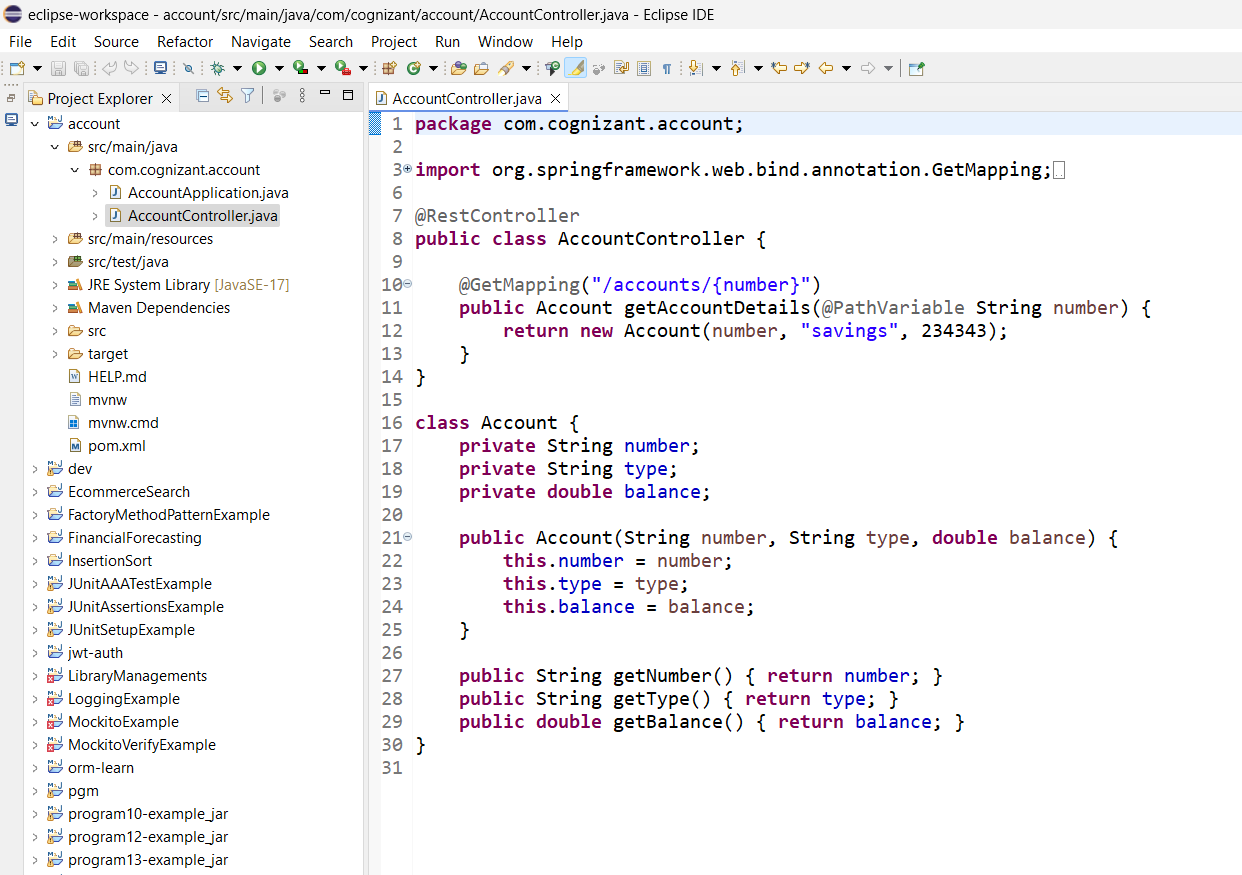 eclipse-workspace - account/src/main/java/com/cognizant/account/AccountController.java - Eclipse IDE
File Edit Source Refactor Navigate Search Project Run Window Help
Project Explorer
account
src/main/java
com.cognizant.account
AccountApplication.java
AccountController.java
src/main/resources
src/test/java
JRE System Library [JavaSE-17]
Maven Dependencies
src
target
HELP.md
mvnw
mvnw.cmd
pom.xml
dev
EcommerceSearch
FactoryMethodPatternExample
FinancialForecasting
InsertionSort
JUnitAAATestExample
JUnitAssertionsExample
JUnitSetupExample
jwt-auth
LibraryManagements
LoggingExample
MockitoExample
MockitoVerifyExample
orm-learn
pgm
program10-example_jar
program12-example_jar
program13-example_jar
AccountController.java
1 package com.cognizant.account;
2
3 import org.springframework.web.bind.annotation.GetMapping;
6
7 @RestController
8 public class AccountController {
9
10     @GetMapping("/accounts/{number}")
11     public Account getAccountDetails(@PathVariable String number) {
12         return new Account(number, "savings", 234343);
13     }
14 }
15
16 class Account {
17     private String number;
18     private String type;
19     private double balance;
20
21     public Account(String number, String type, double balance) {
22         this.number = number;
23         this.type = type;
24         this.balance = balance;
25     }
26
27     public String getNumber() { return number; }
28     public String getType() { return type; }
29     public double getBalance() { return balance; }
30 }
31